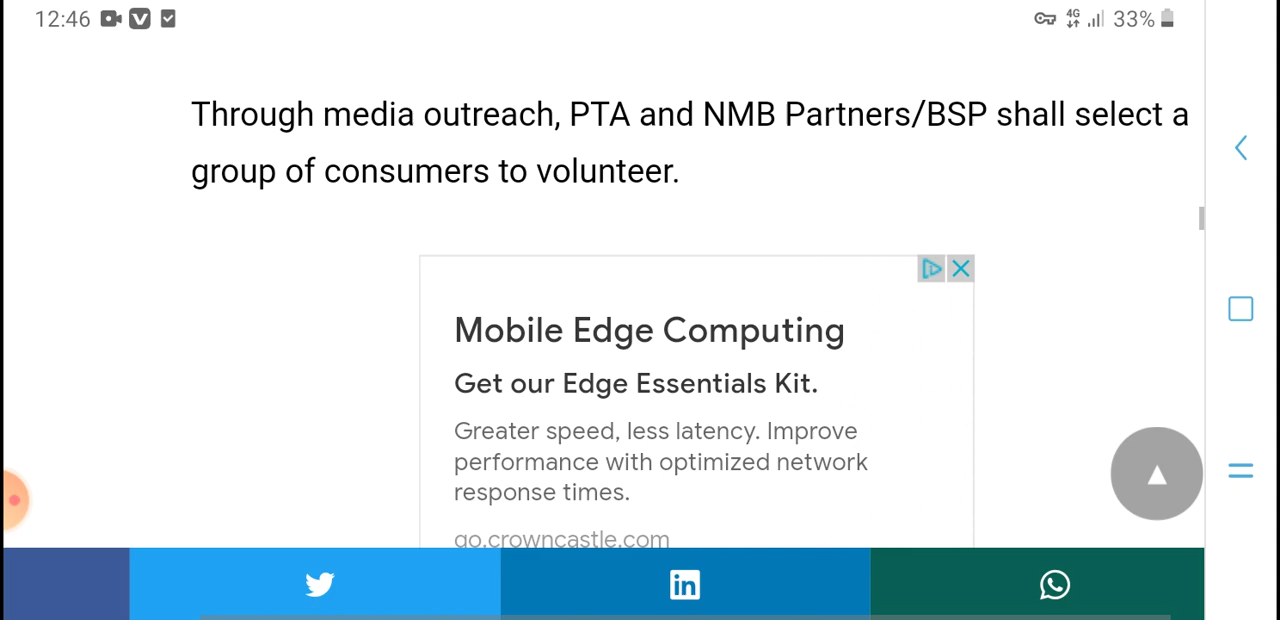 12:46
4G 33%
Through media outreach, PTA and NMB Partners/BSP shall select a
group of consumers to volunteer.
Mobile Edge Computing
Get our Edge Essentials Kit.
Greater speed, less latency. Improve
performance with optimized network
response times.
go.crowncastle.com
in